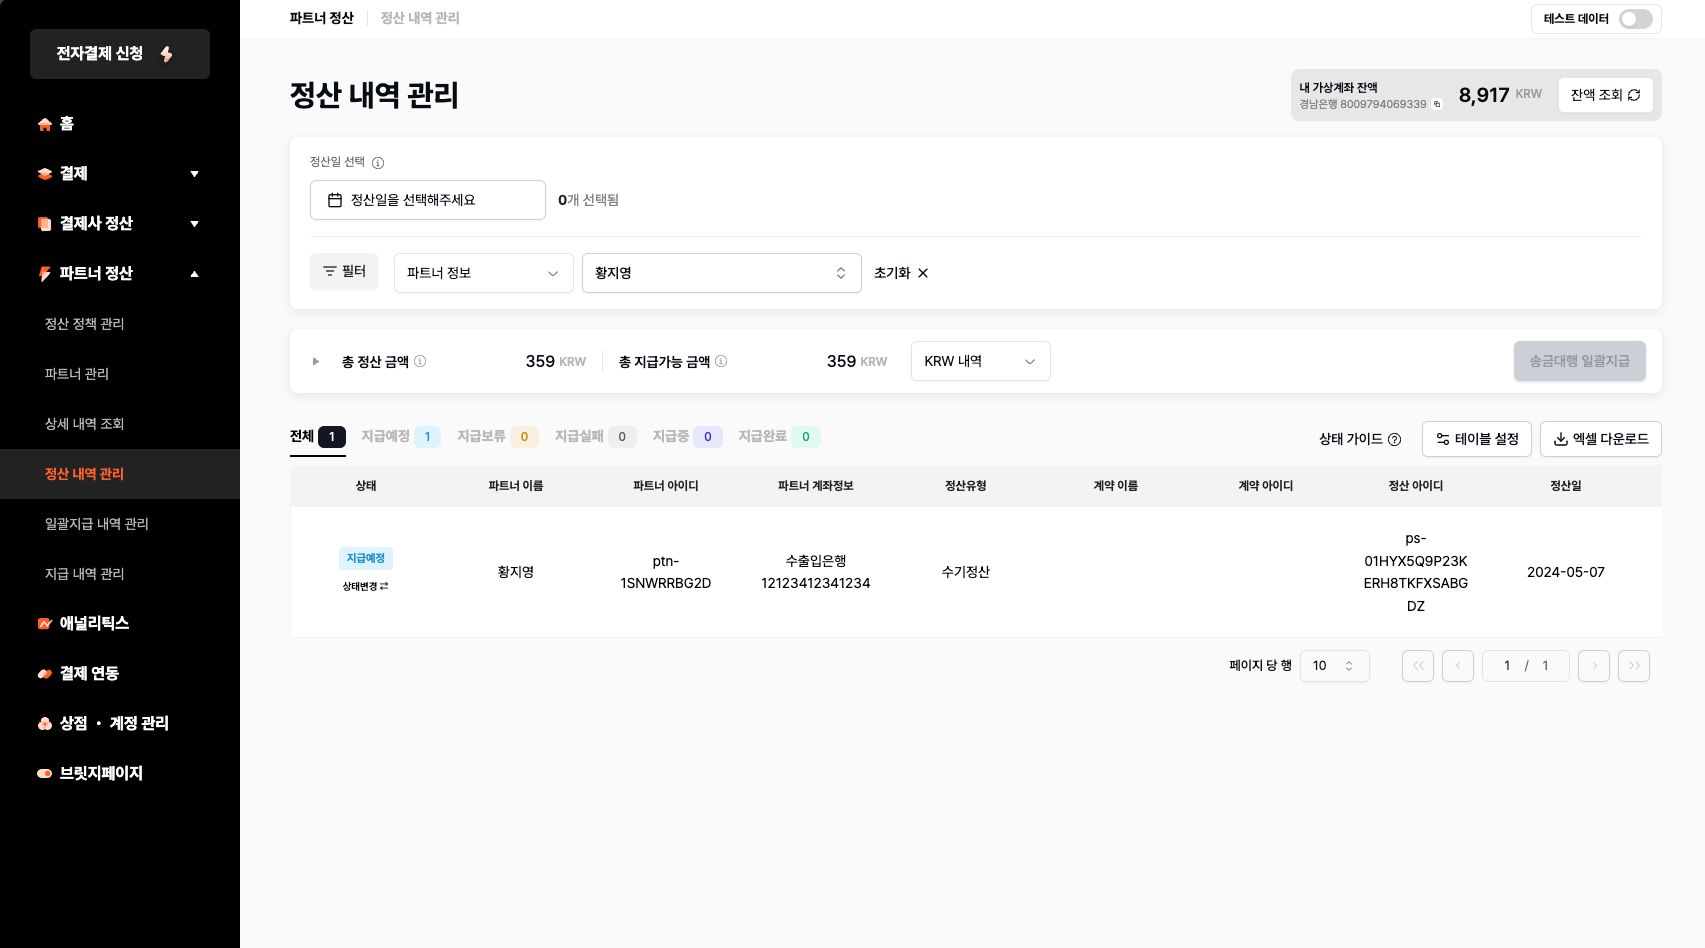 전자결제 신청
홈
결제
결제사 정산
파트너 정산
정산 정책 관리
파트너 관리
상세 내역 조회
정산 내역 관리
일괄지급 내역 관리
지급 내역 관리
애널리틱스
결제 연동
상점 · 계정 관리
브릿지페이지
파트너 정산 정산 내역 관리
테스트 데이터
정산 내역 관리
내 가상계좌 잔액
경남은행 8009794069339
8,917 KRW
잔액 조회
정산일 선택
정산일을 선택해주세요 0개 선택됨
필터 파트너 정보 황지영 초기화
총 정산 금액 359 KRW 총 지급가능 금액 359 KRW KRW 내역 송금대행 일괄지급
전체 1 지급예정 1 지급보류 0 지급실패 0 지급중 0 지급완료 0
상태 가이드 테이블 설정 엑셀 다운로드
상태 파트너 이름 파트너 아이디 파트너 계좌정보 정산유형 계약 이름 계약 아이디 정산 아이디 정산일
지급예정
상태변경
황지영
ptn-
1SNWRRBG2D
수출입은행
12123412341234
수기정산
ps-
01HYX5Q9P23K
ERH8TKFXSABG
DZ
2024-05-07
페이지 당 행 10 1 / 1